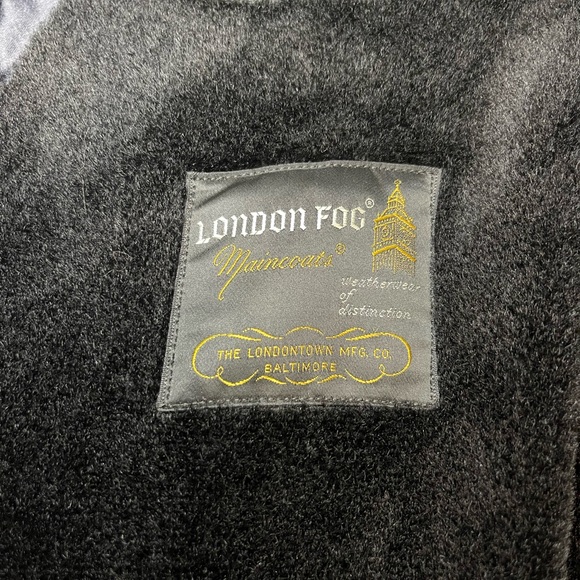 LONDON FOG®
Maincoats®
weatherwear
of
distinction
THE LONDONTOWN MFG. CO.
BALTIMORE